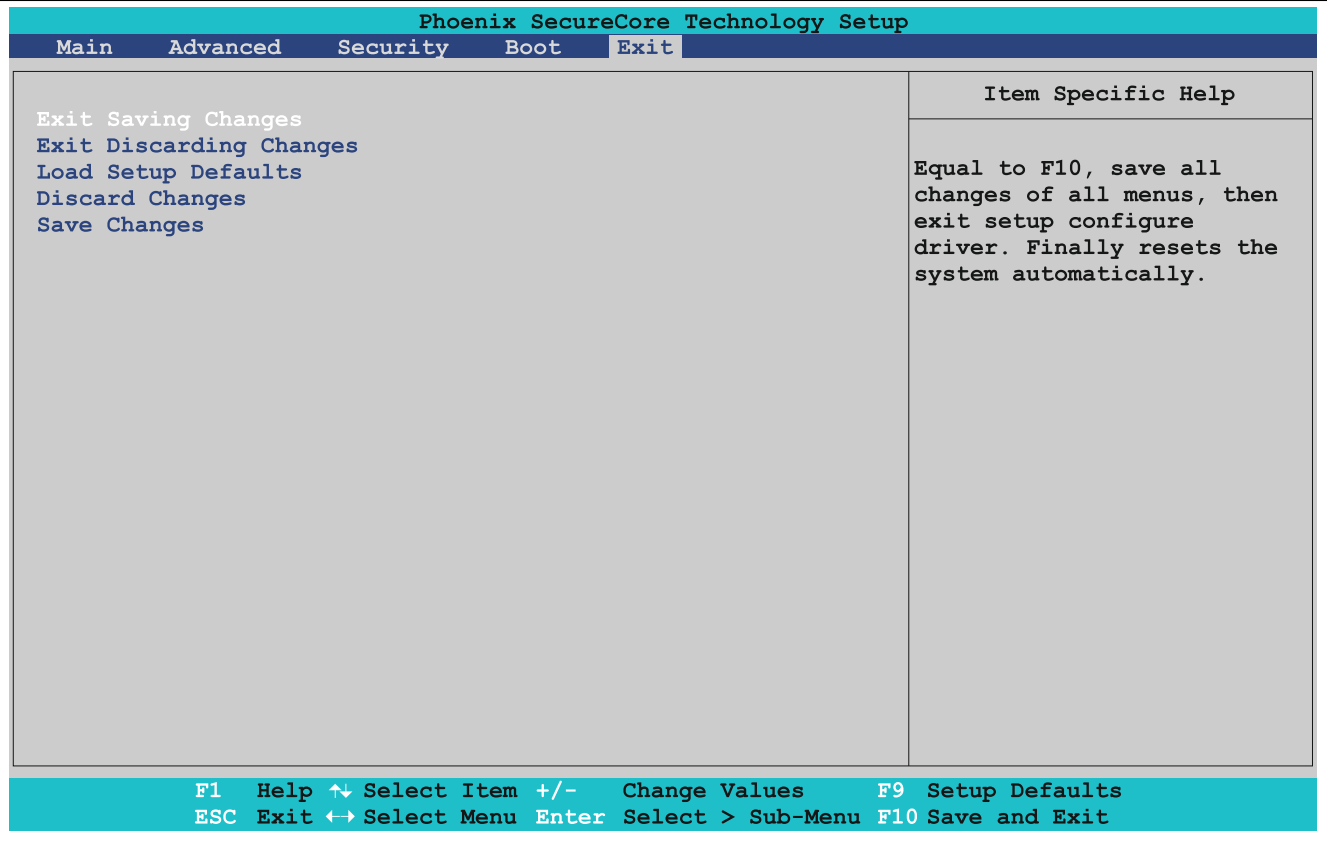 Phoenix SecureCore Technology Setup
Main Advanced Security Boot Exit
Exit Saving Changes
Exit Discarding Changes
Load Setup Defaults
Discard Changes
Save Changes
Item Specific Help
Equal to F10, save all
changes of all menus, then
exit setup configure
driver. Finally resets the
system automatically.
F1 Help ↑↓ Select Item +/- Change Values F9 Setup Defaults
ESC Exit ←→ Select Menu Enter Select > Sub-Menu F10 Save and Exit